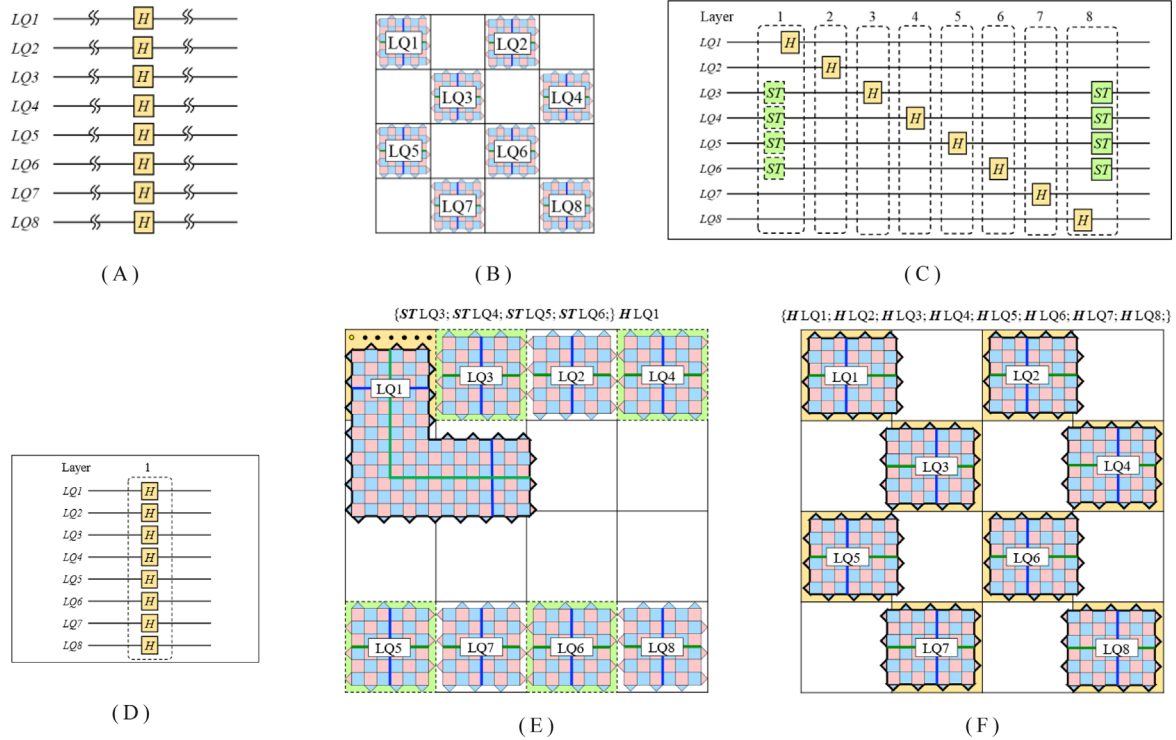 LQ1 H
LQ2 H
LQ3 H
LQ4 H
LQ5 H
LQ6 H
LQ7 H
LQ8 H
( A )
LQ1 LQ2
LQ3 LQ4
LQ5 LQ6
LQ7 LQ8
( B )
Layer 1 2 3 4 5 6 7 8
LQ1 H
LQ2 H
LQ3 ST H ST
LQ4 ST H ST
LQ5 ST H ST
LQ6 ST H ST
LQ7 H
LQ8 H
( C )
Layer 1
LQ1 H
LQ2 H
LQ3 H
LQ4 H
LQ5 H
LQ6 H
LQ7 H
LQ8 H
( D )
{ST LQ3; ST LQ4; ST LQ5; ST LQ6;} H LQ1
LQ1 LQ3 LQ2 LQ4
LQ5 LQ7 LQ6 LQ8
( E )
{H LQ1; H LQ2; H LQ3; H LQ4; H LQ5; H LQ6; H LQ7; H LQ8;}
LQ1 LQ2
LQ3 LQ4
LQ5 LQ6
LQ7 LQ8
( F )